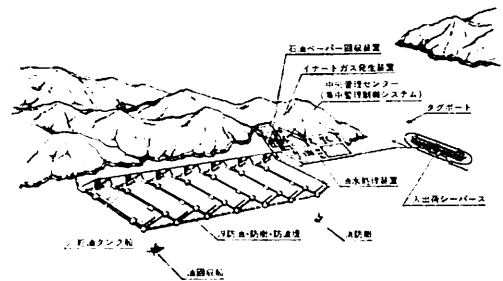 石油ベーパー回収装置
イナートガス発生装置
中央管理センター
(集中管理制御システム)
タグボート
油水処理装置
入出荷シーバース
浮防油・防衝・防波堤
消防艇
貯油タンク船
油回収船